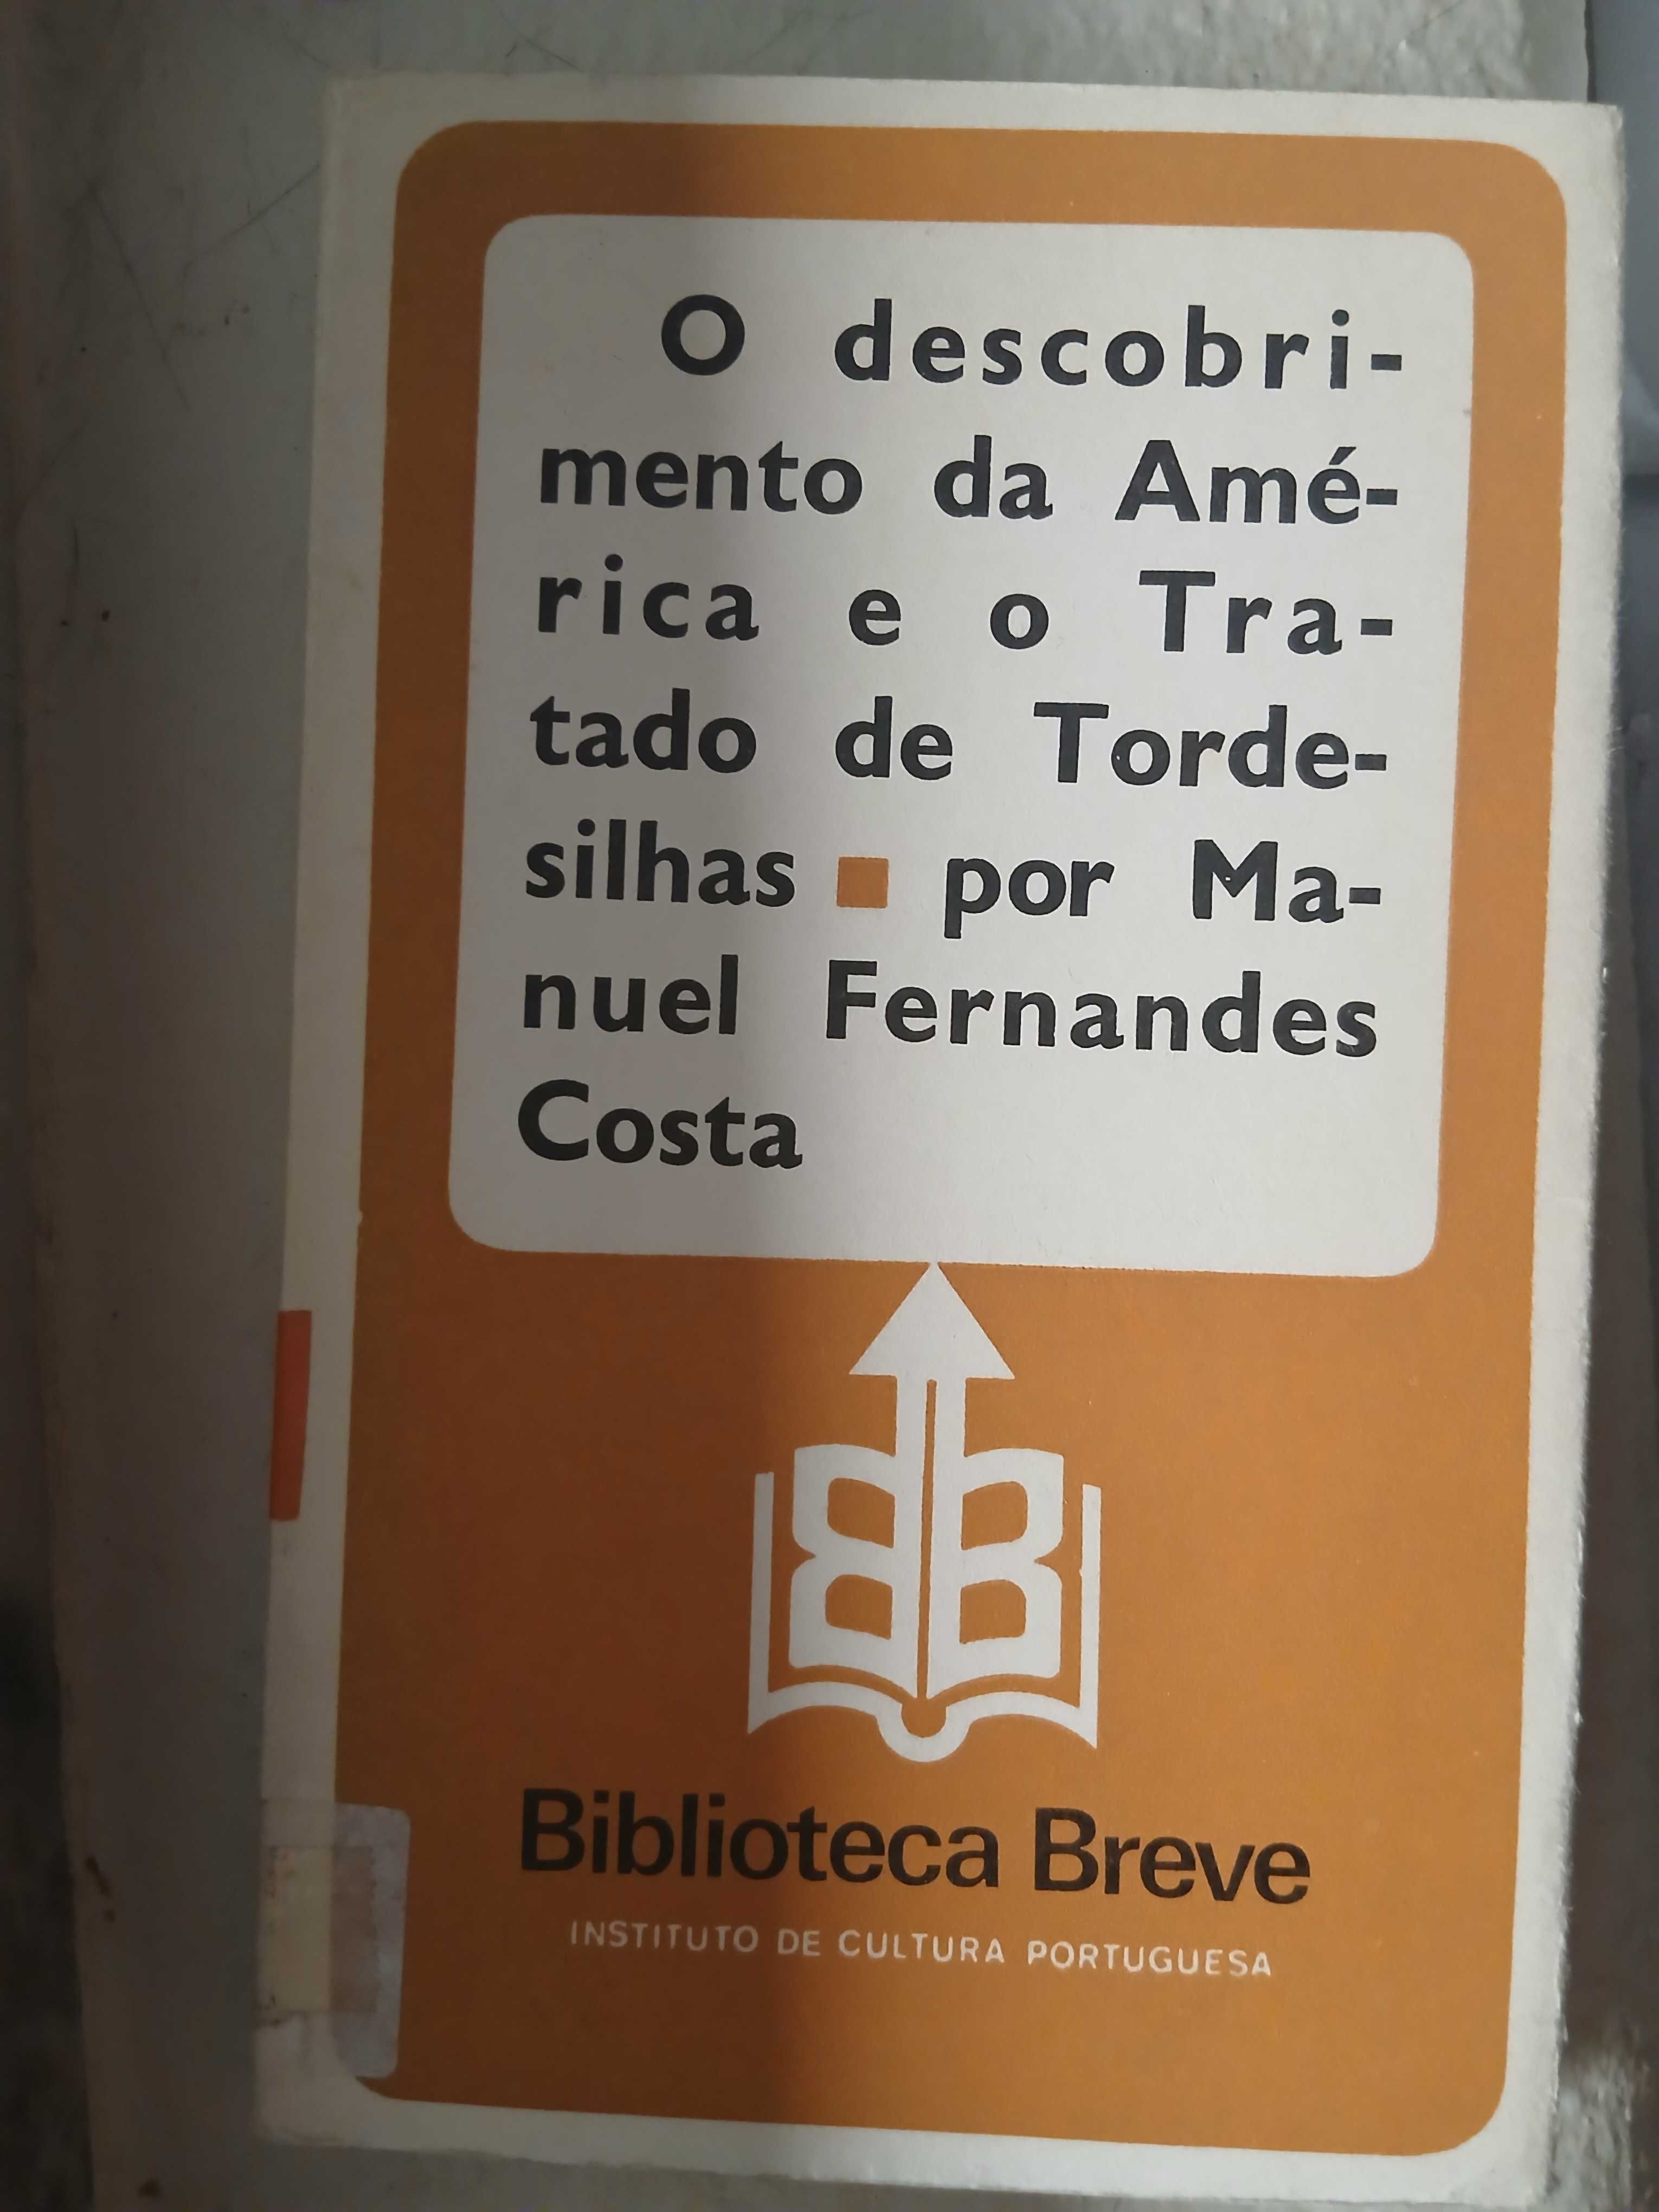 O descobri-
mento da Amé-
rica e o Tra-
tado de Torde-
silhas ▪ por Ma-
nuel Fernandes
Costa
BB
Biblioteca Breve
INSTITUTO DE CULTURA PORTUGUESA